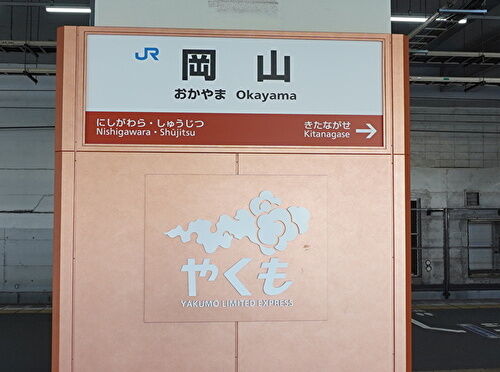 JR 岡山
おかやま Okayama
にしがわら・しゅうじつ きたながせ
Nishigawara・Shūjitsu Kitanagase
やくも
YAKUMO LIMITED EXPRESS